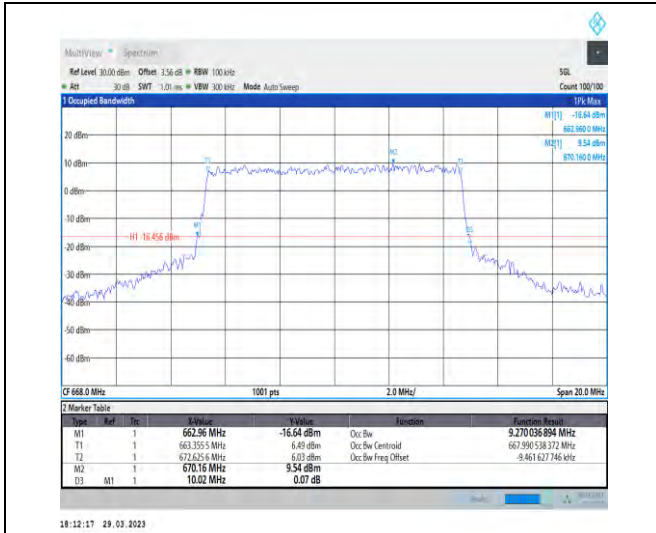 MultiView Spectrum
Ref Level 30.00 dBm Offset 3.56 dB RBW 100 kHz SGL
Att 30 dB SWT 1.01 ms VBW 300 kHz Mode Auto Sweep Count 100/100
1 Occupied Bandwidth 1Pk Max
M1[1] -16.64 dBm
662.960 0 MHz
M2[1] 9.54 dBm
670.160 0 MHz
20 dBm
M2
T1
10 dBm
0 dBm
-10 dBm
M1
H1 -16.456 dBm
-20 dBm
-30 dBm
-40 dBm
-50 dBm
-60 dBm
CF 668.0 MHz 1001 pts 2.0 MHz/ Span 20.0 MHz
2 Marker Table
Type Ref Trc X-Value Y-Value Function Function Result
M1 1 662.96 MHz -16.64 dBm Occ Bw 9.270 036 894 MHz
T1 1 663.355 5 MHz 6.49 dBm Occ Bw Centroid 667.990 538 372 MHz
T2 1 672.625 6 MHz 6.03 dBm Occ Bw Freq Offset -9.461 627 746 kHz
M2 1 670.16 MHz 9.54 dBm
D3 M1 1 10.02 MHz 0.07 dB
18:12:17 29.03.2023